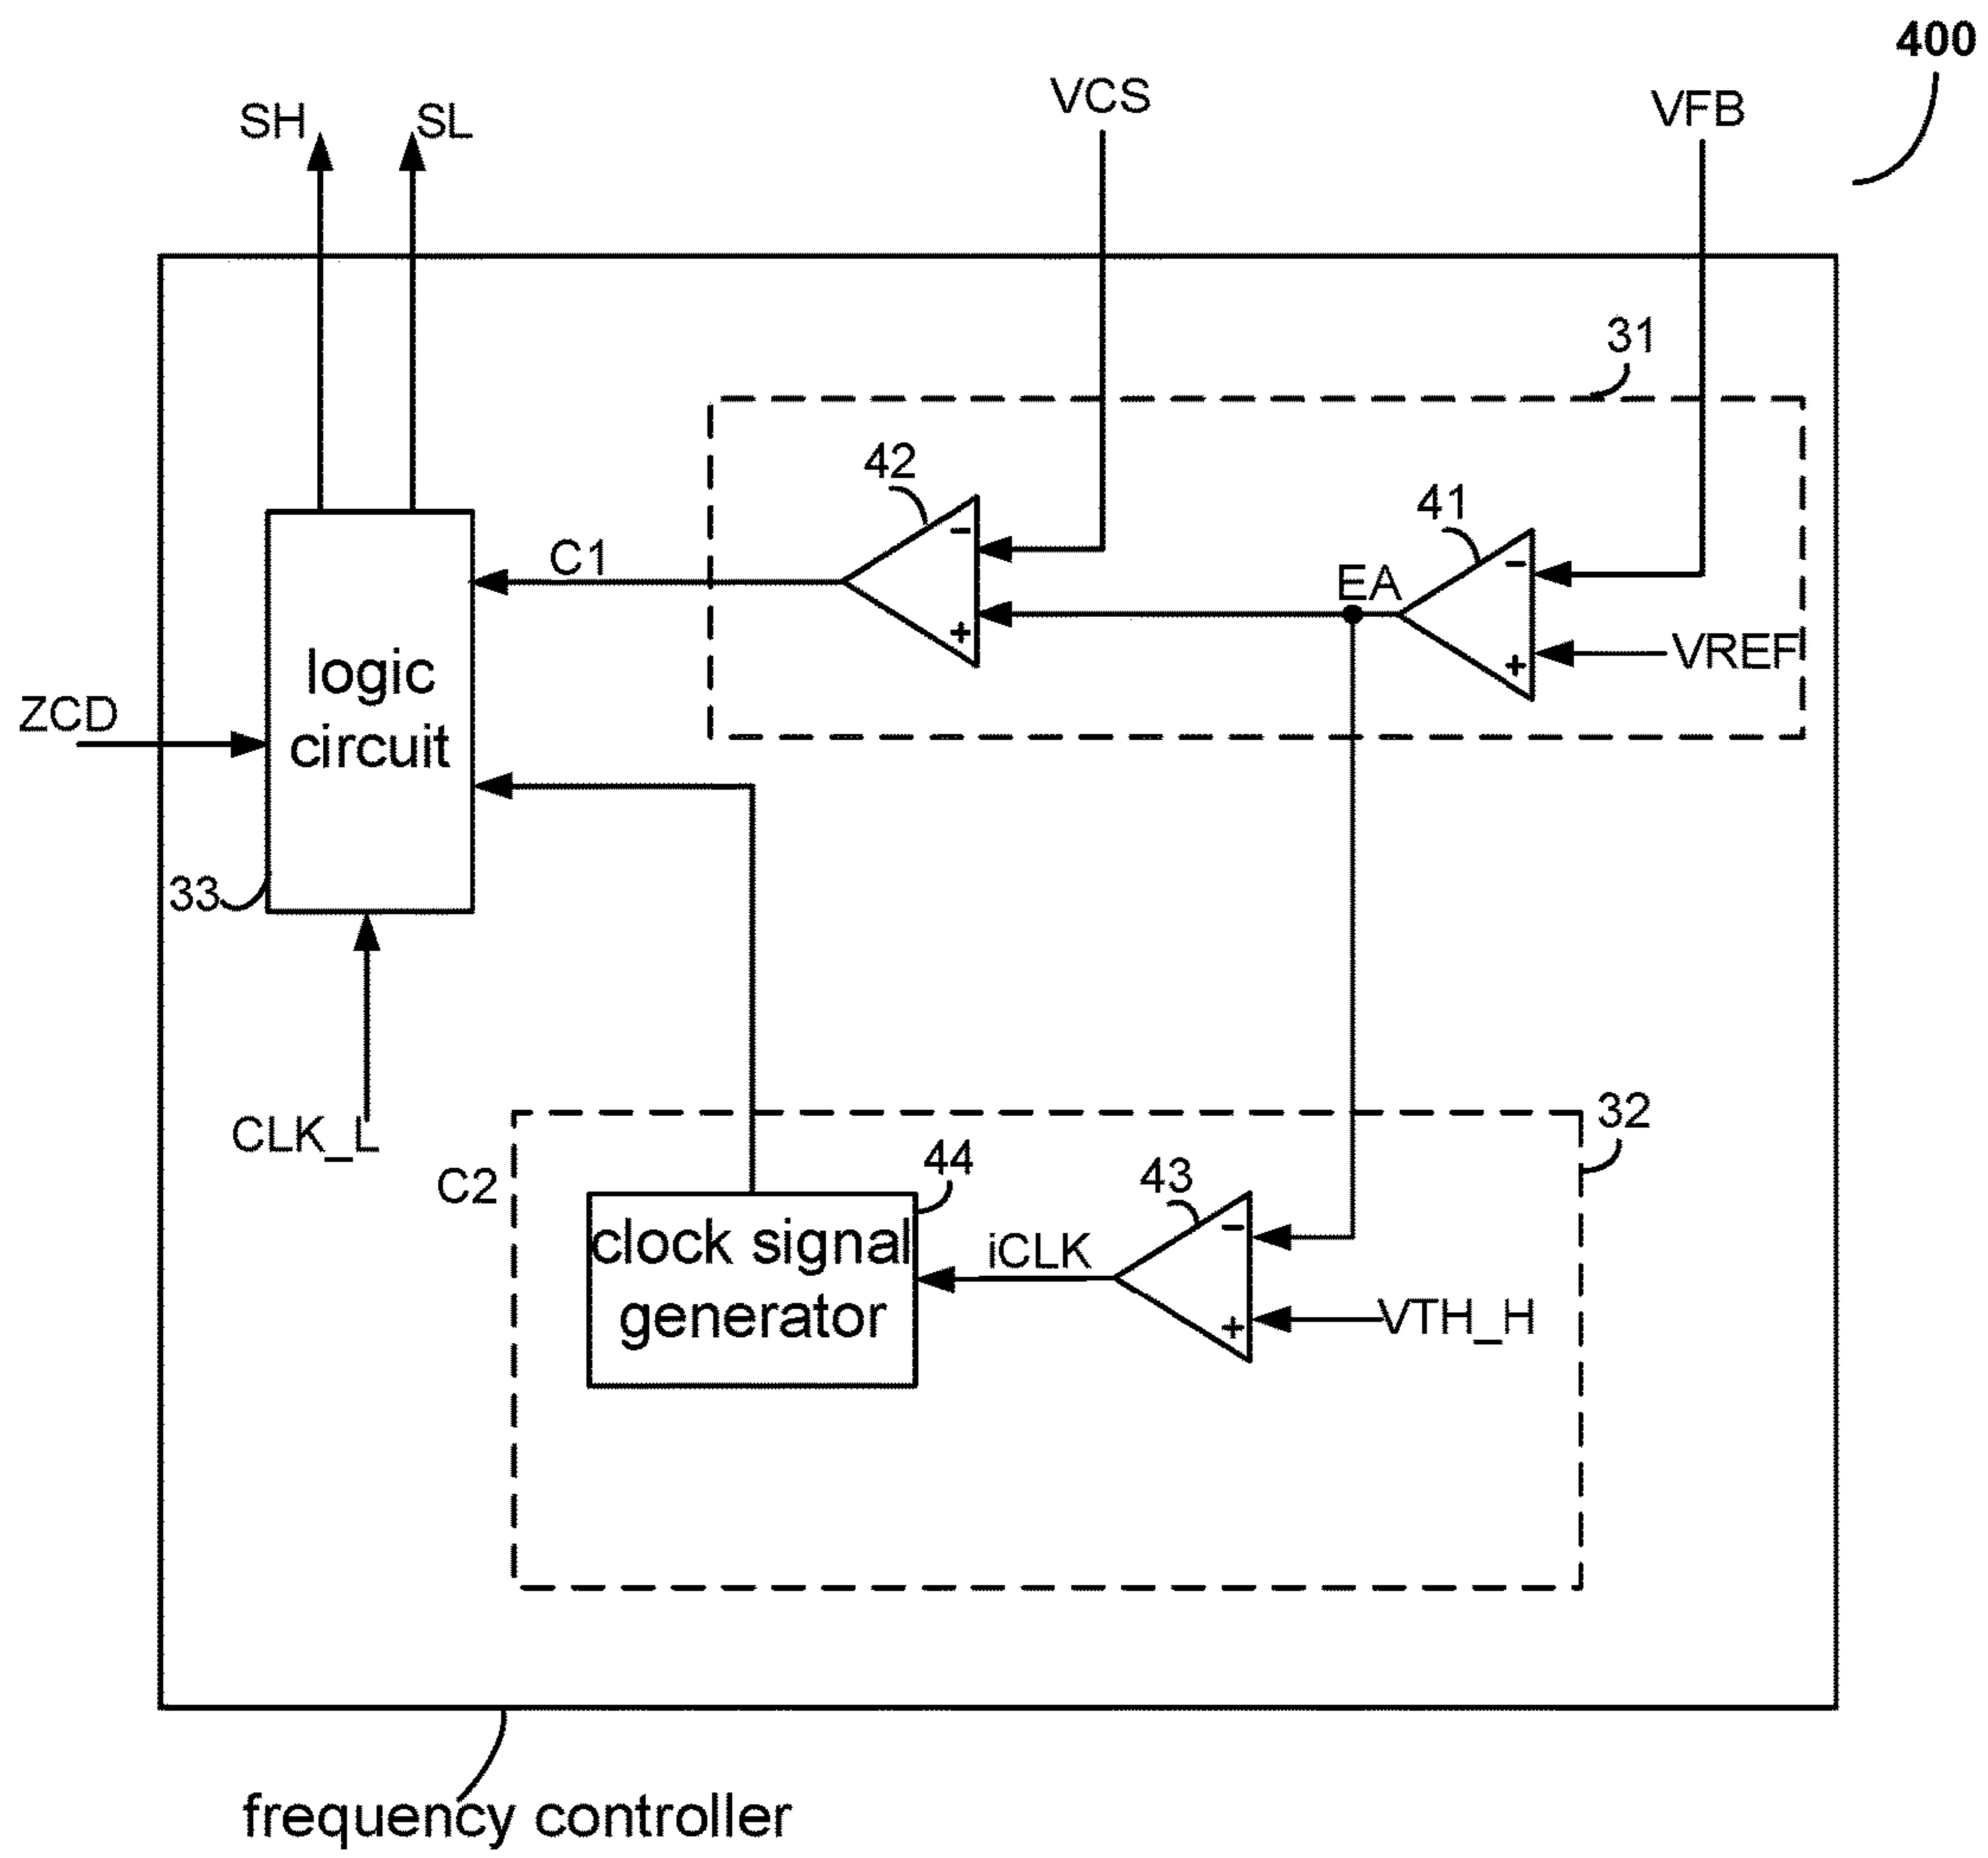 400
SH
SL
VCS
VFB
31
42
41
-
-
C1
EA
+
+
VREF
logic
circuit
ZCD
33
CLK_L
32
C2
44
43
-
clock signal
generator
iCLK
+
VTH_H
frequency controller